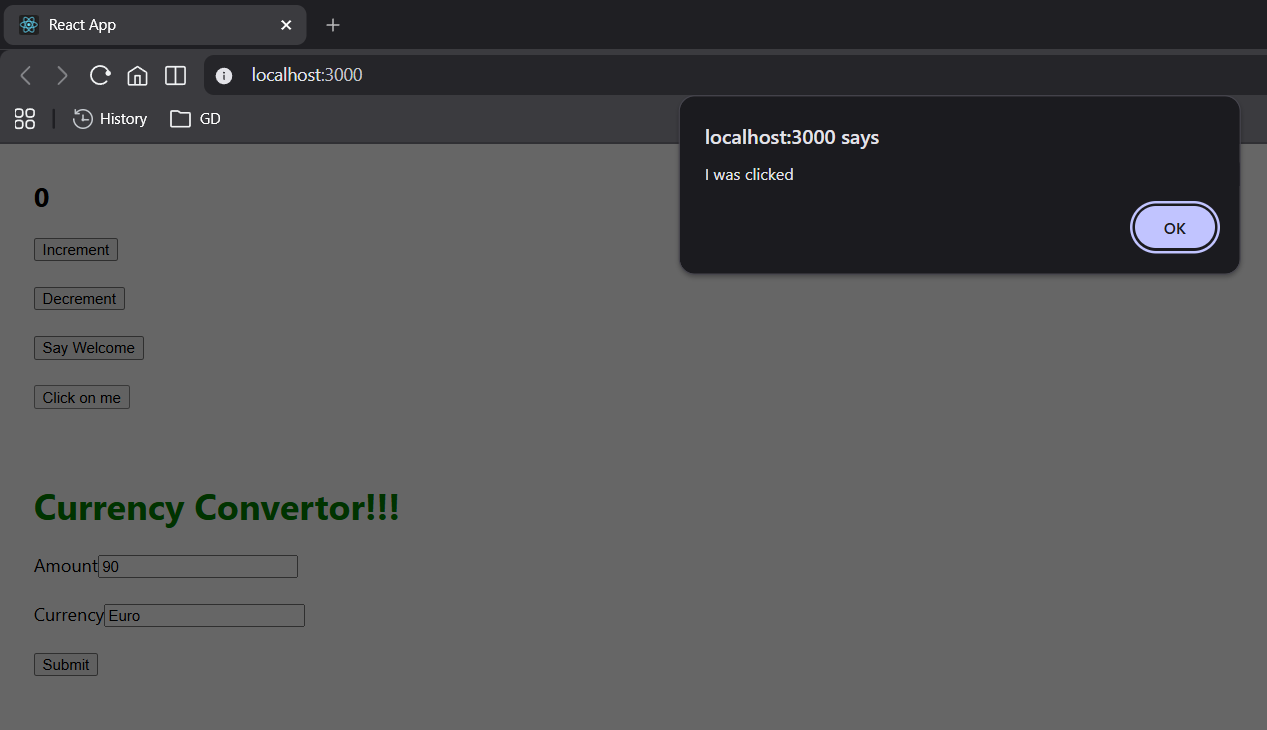 React App
localhost:3000
History
GD
localhost:3000 says
I was clicked
OK
0
Increment
Decrement
Say Welcome
Click on me
Currency Convertor!!!
Amount 90
Currency Euro
Submit